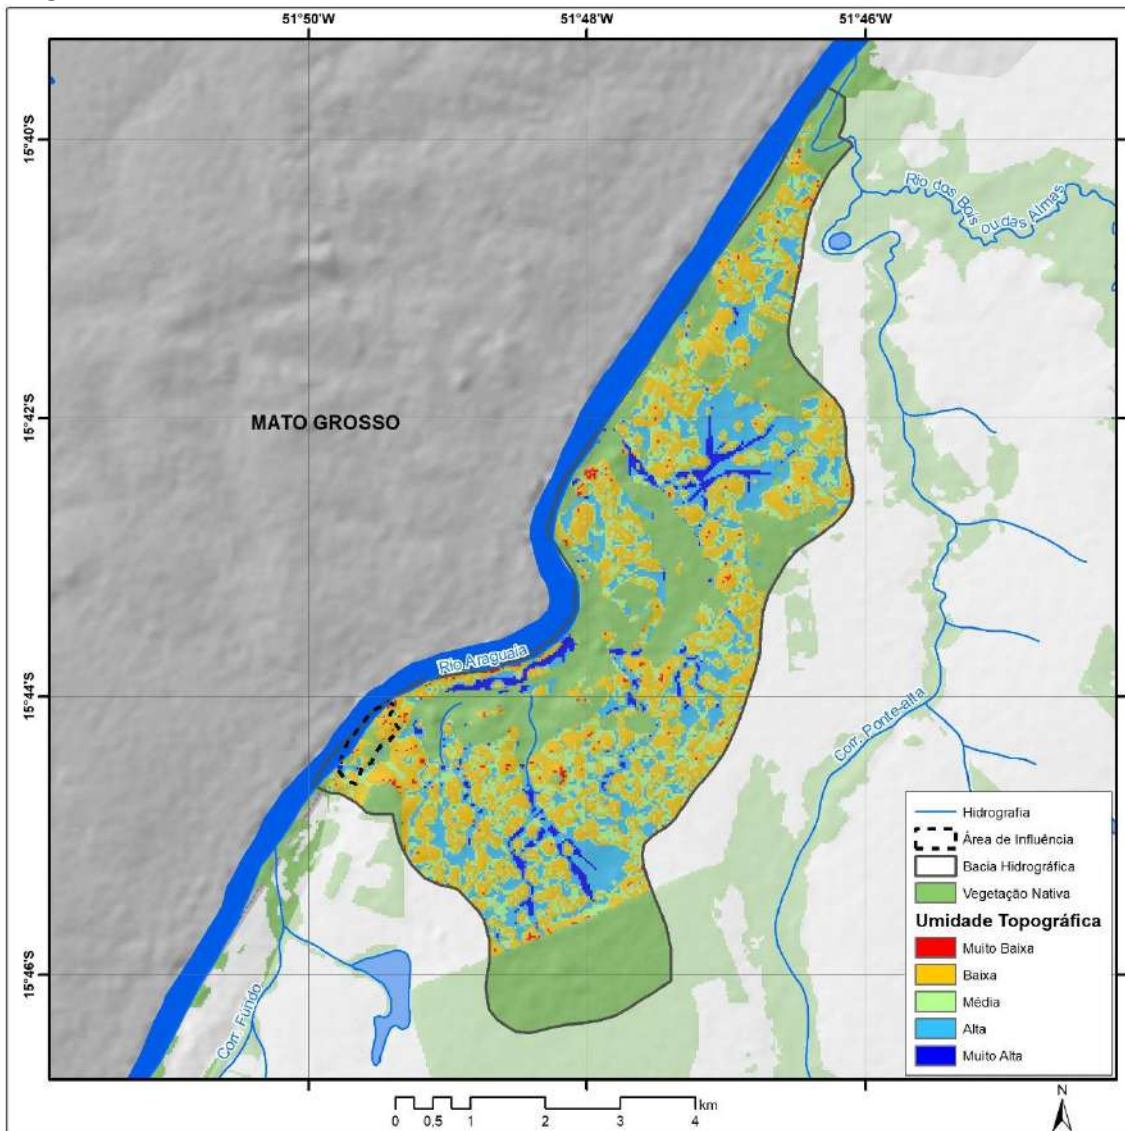 51°50'W
51°48'W
51°46'W
15°40'S
15°42'S
15°44'S
15°46'S
Rio dos Bois
ou das Almas
MATO GROSSO
Rio Araguaia
Corr. Ponte-alta
Corr. Fundo
Hidrografia
Área de Influência
Bacia Hidrográfica
Vegetação Nativa
Umidade Topográfica
Muito Baixa
Baixa
Média
Alta
Muito Alta
km
0 0,5 1 2 3 4
N